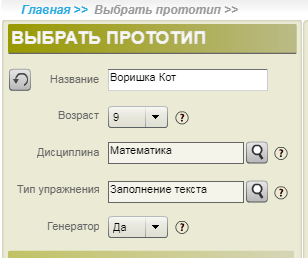 Главная >> Выбрать прототип >>
ВЫБРАТЬ ПРОТОТИП
Название Воришка Кот
Возраст 9 ?
Дисциплина Математика ?
Тип упражнения Заполнение текста ?
Генератор Да ?